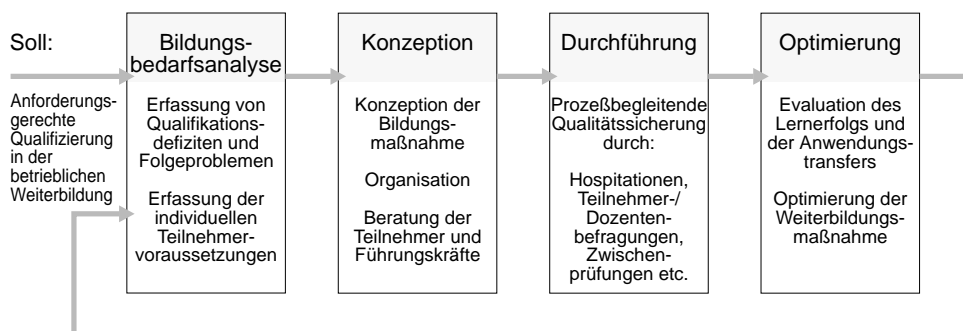 Soll:
Anforderungs-
gerechte
Qualifizierung
in der
betrieblichen
Weiterbildung
Bildungs-
bedarfsanalyse
Erfassung von
Qualifikations-
defiziten und
Folgeproblemen
Erfassung der
individuellen
Teilnehmer-
voraussetzungen
Konzeption
Konzeption der
Bildungs-
maßnahme
Organisation
Beratung der
Teilnehmer und
Führungskräfte
Durchführung
Prozeßbegleitende
Qualitätssicherung
durch:
Hospitationen,
Teilnehmer-/
Dozenten-
befragungen,
Zwischen-
prüfungen etc.
Optimierung
Evaluation des
Lernerfolgs und
der Anwendungs-
transfers
Optimierung der
Weiterbildungs-
maßnahme